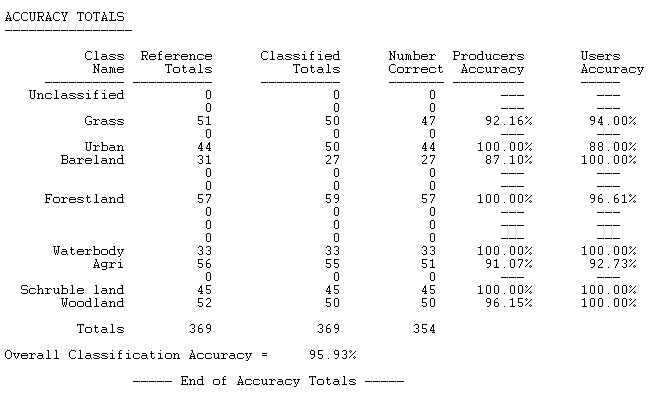 ACCURACY TOTALS
----------------
Class Reference Classified Number Producers Users
Name Totals Totals Correct Accuracy Accuracy
---------- ---------- ---------- ------- --------- -----
Unclassified 0 0 0 --- ---
0 0 0 --- ---
Grass 51 50 47 92.16% 94.00%
0 0 0 --- ---
Urban 44 50 44 100.00% 88.00%
Bareland 31 27 27 87.10% 100.00%
0 0 0 --- ---
0 0 0 --- ---
Forestland 57 59 57 100.00% 96.61%
0 0 0 --- ---
0 0 0 --- ---
0 0 0 --- ---
Waterbody 33 33 33 100.00% 100.00%
Agri 56 55 51 91.07% 92.73%
0 0 0 --- ---
Schruble land 45 45 45 100.00% 100.00%
Woodland 52 50 50 96.15% 100.00%
Totals 369 369 354
Overall Classification Accuracy = 95.93%
----- End of Accuracy Totals -----